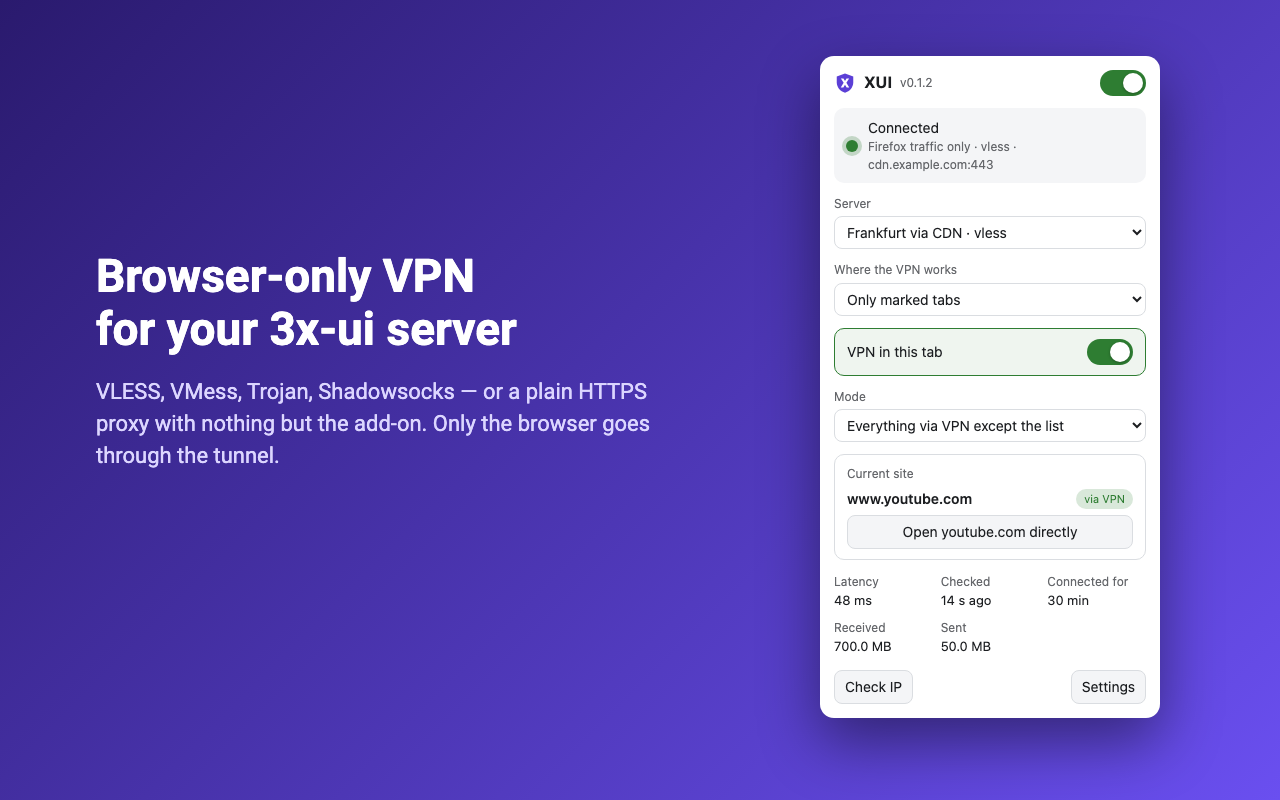 Browser-only VPN
for your 3x-ui server
VLESS, VMess, Trojan, Shadowsocks — or a plain HTTPS
proxy with nothing but the add-on. Only the browser goes
through the tunnel.
X XUI v0.1.2
Connected
Firefox traffic only · vless ·
cdn.example.com:443
Server
Frankfurt via CDN · vless
Where the VPN works
Only marked tabs
VPN in this tab
Mode
Everything via VPN except the list
Current site
www.youtube.com via VPN
Open youtube.com directly
Latency Checked Connected for
48 ms 14 s ago 30 min
Received Sent
700.0 MB 50.0 MB
Check IP Settings